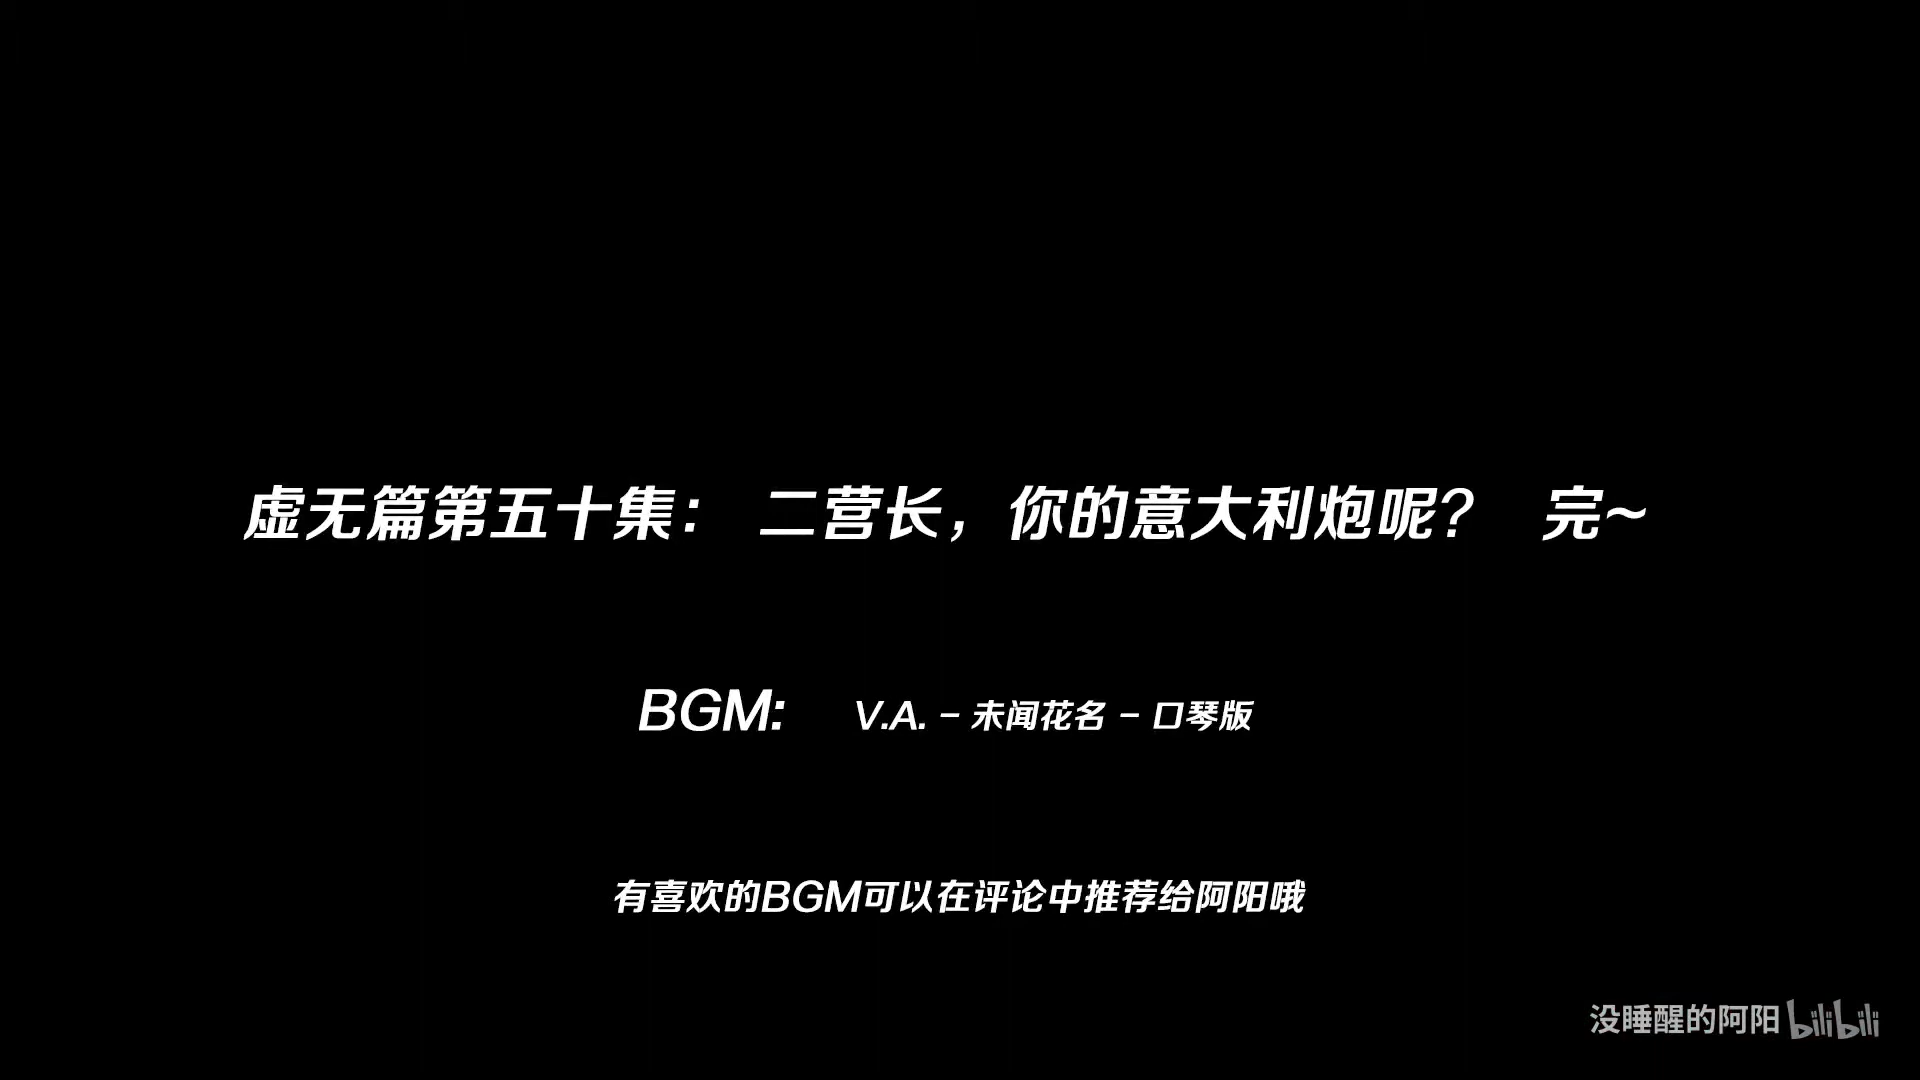 虚无篇第五十集： 二营长，你的意大利炮呢？ 完~
BGM: V.A. - 未闻花名 - 口琴版
有喜欢的BGM可以在评论中推荐给阿阳哦
没睡醒的阿阳 bilibili